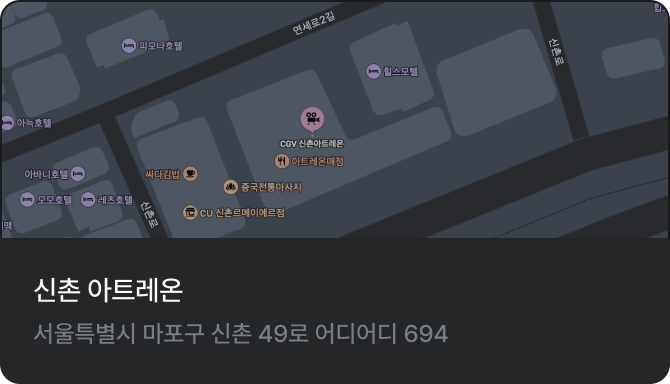 연세로2길
피오나호텔
신촌로
힐스모텔
아늑호텔
CGV 신촌아트레온
아트레온매점
아바니호텔
싸다김밥
중국전통마사지
모모호텔
레츠호텔
신촌로
CU 신촌르메이에르점
신촌 아트레온
서울특별시 마포구 신촌 49로 어디어디 694